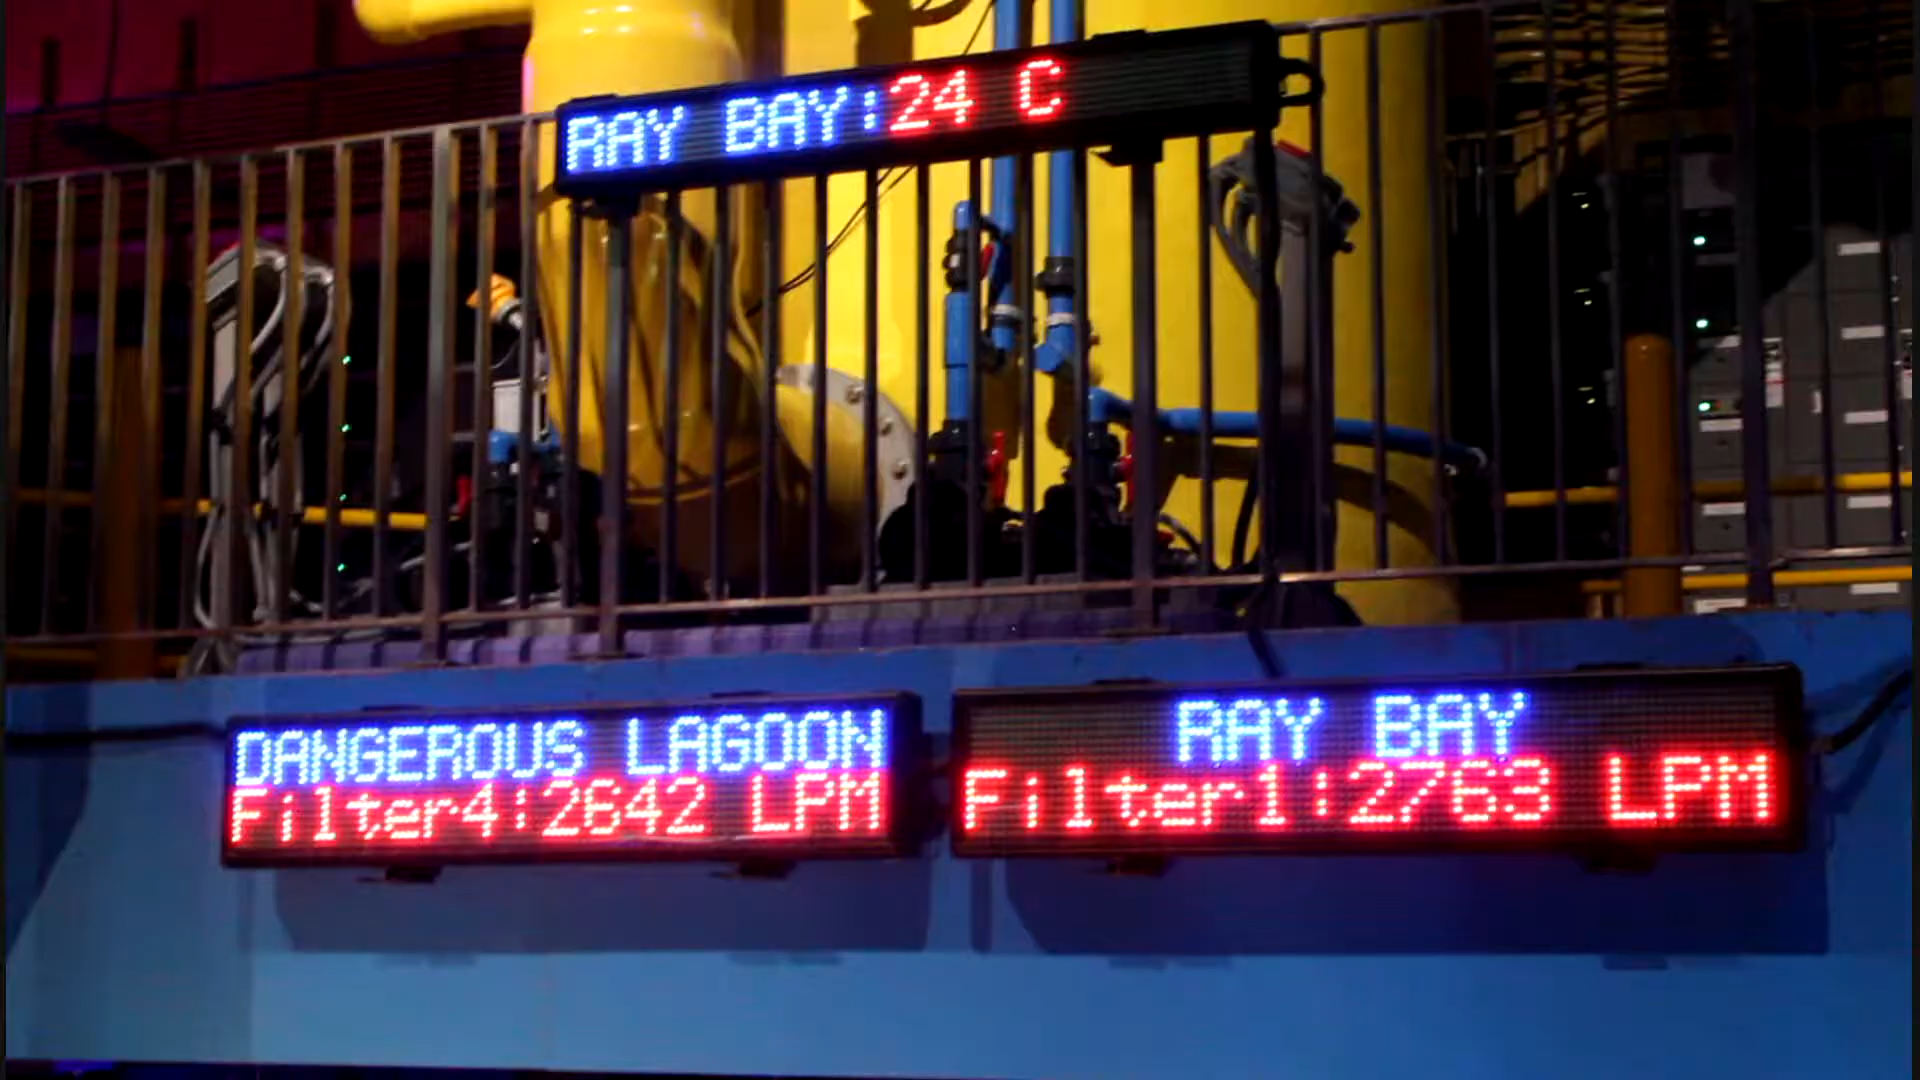 RAY BAY:24 C
DANGEROUS LAGOON
Filter4:2642 LPM
RAY BAY
Filter1:2763 LPM